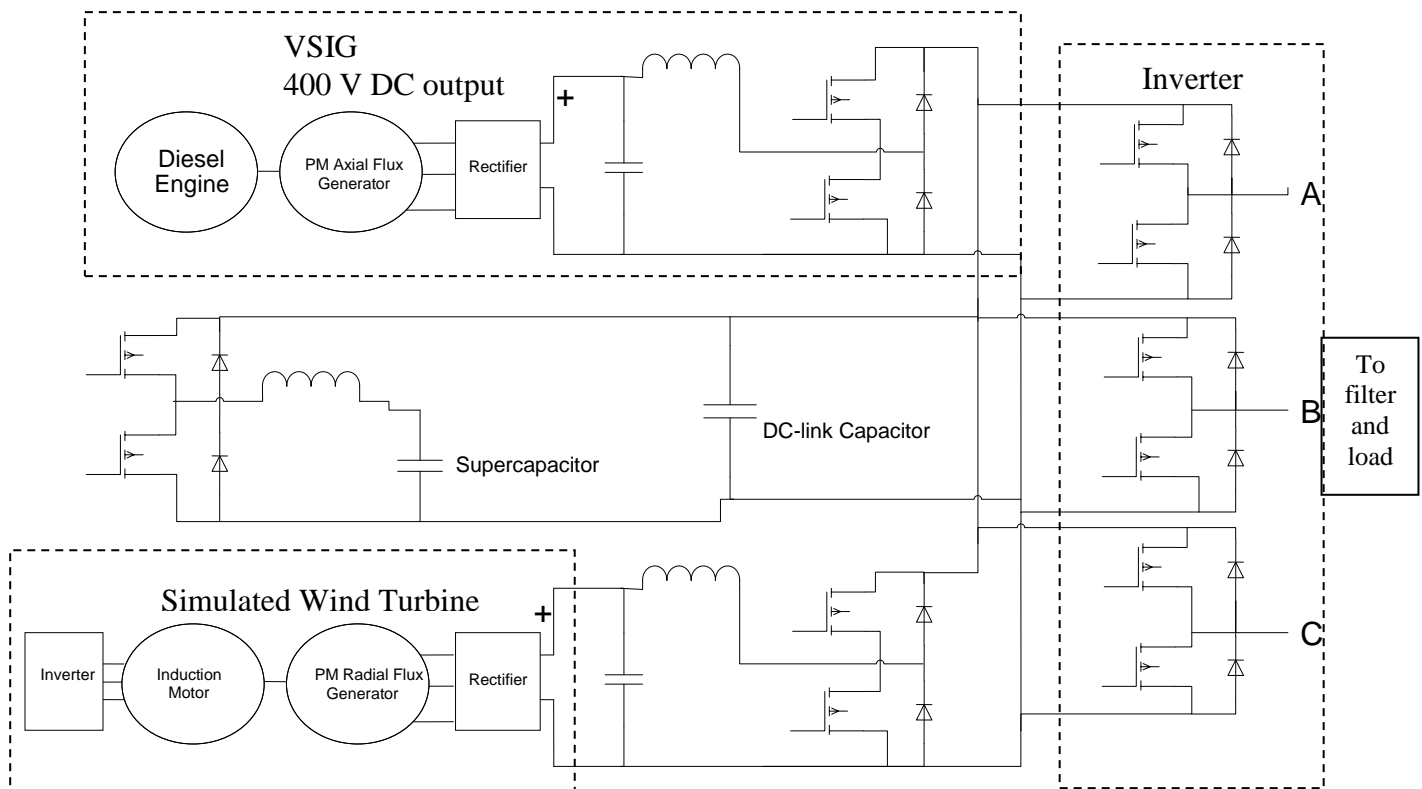 VSIG
400 V DC output
+
Diesel
Engine
PM Axial Flux
Generator
Rectifier
Inverter
A
Supercapacitor
DC-link Capacitor
B
To
filter
and
load
Simulated Wind Turbine
+
Inverter
Induction
Motor
PM Radial Flux
Generator
Rectifier
C